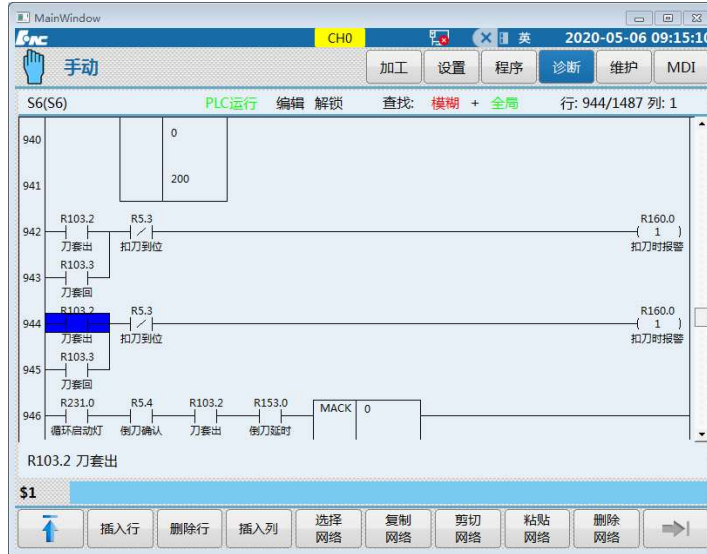 MainWindow
CH0 英 2020-05-06 09:15:10
手动 加工 设置 程序 诊断 维护 MDI
S6(S6) PLC运行 编辑 解锁 查找: 模糊 + 全局 行: 944/1487 列: 1
940 0
941 200
R103.2 R5.3 R160.0
942 1
刀套出 扣刀到位 扣刀时报警
R103.3
943
刀套回
R103.2 R5.3 R160.0
944 1
刀套出 扣刀到位 扣刀时报警
R103.3
945
刀套回
R231.0 R5.4 R103.2 R153.0
946 MACK 0
循环启动灯 倒刀确认 刀套出 倒刀延时
R103.2 刀套出
$1
插入行 删除行 插入列 选择 复制 剪切 粘贴 删除
网络 网络 网络 网络 网络